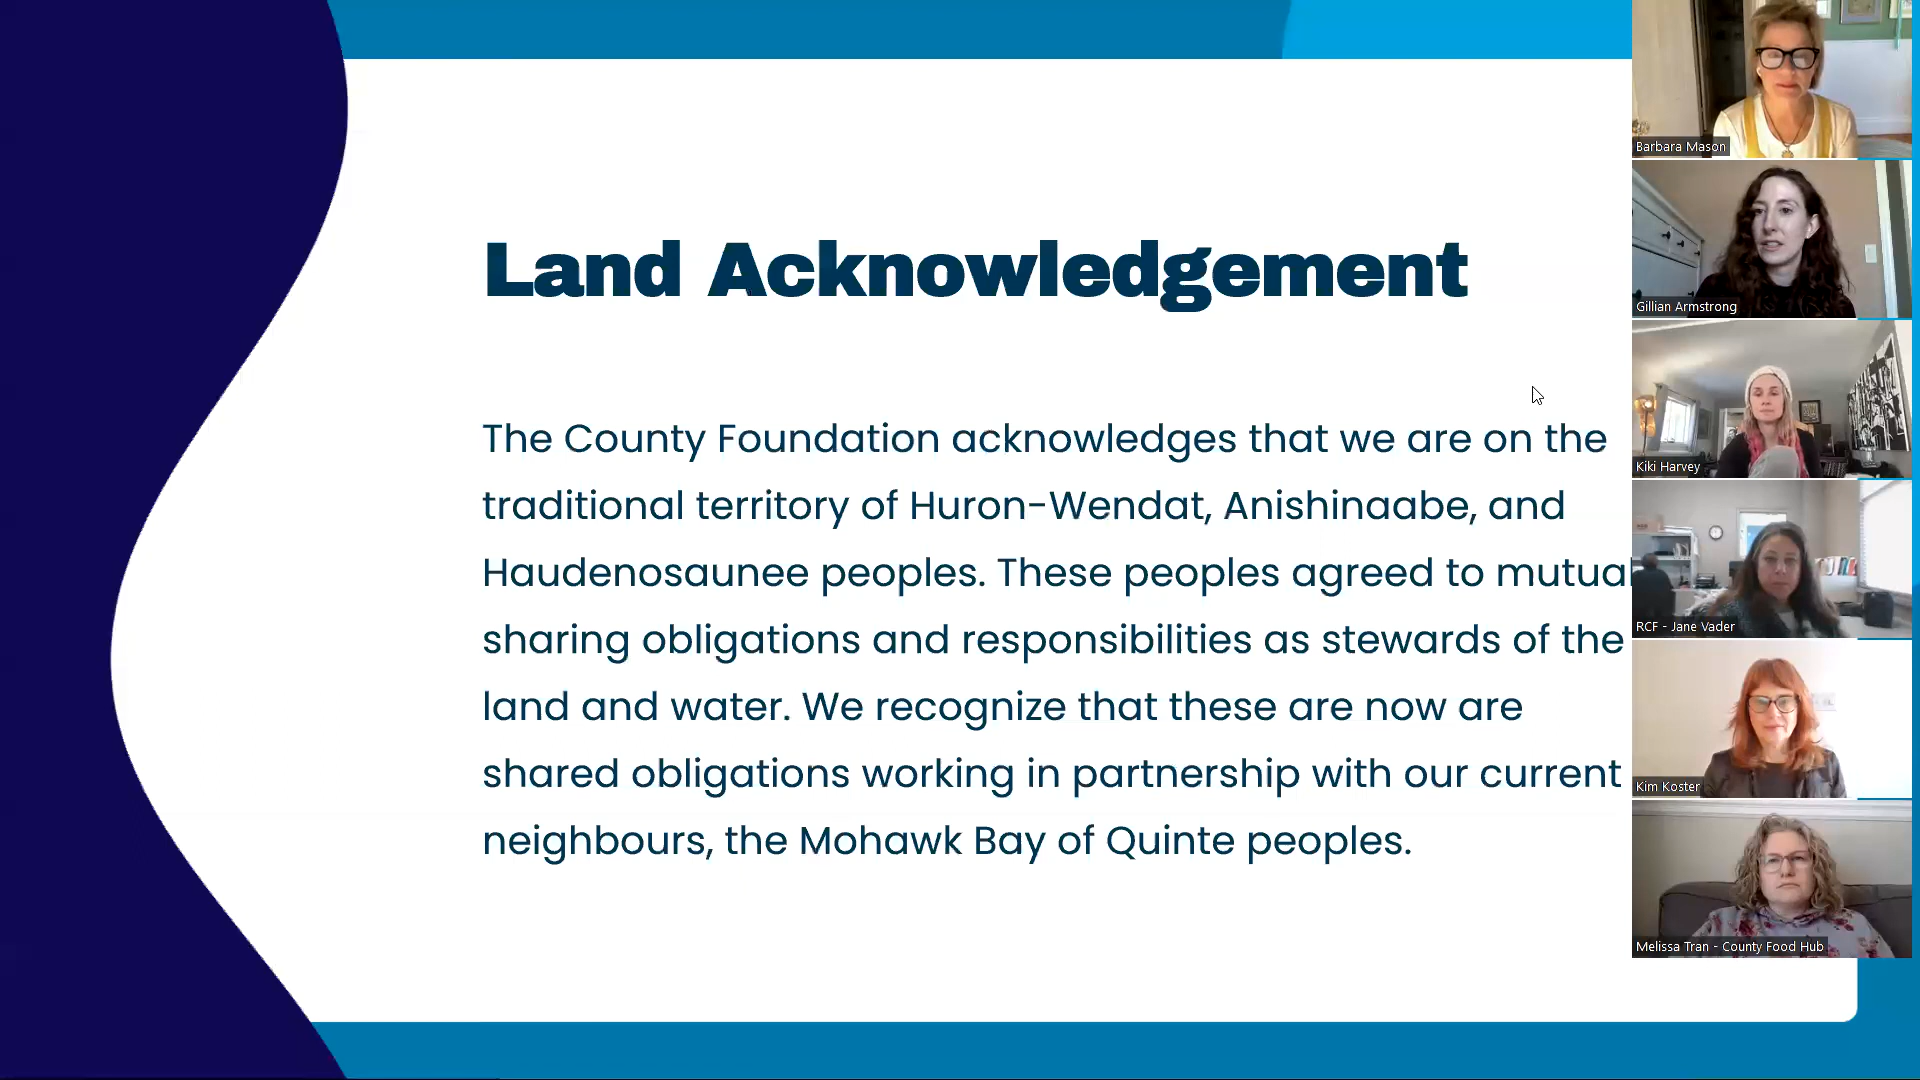 Land Acknowledgement
The County Foundation acknowledges that we are on the
traditional territory of Huron-Wendat, Anishinaabe, and
Haudenosaunee peoples. These peoples agreed to mutual
sharing obligations and responsibilities as stewards of the
land and water. We recognize that these are now are
shared obligations working in partnership with our current
neighbours, the Mohawk Bay of Quinte peoples.
Barbara Mason
Gillian Armstrong
Kiki Harvey
RCF - Jane Vader
Kim Koster
Melissa Tran - County Food Hub